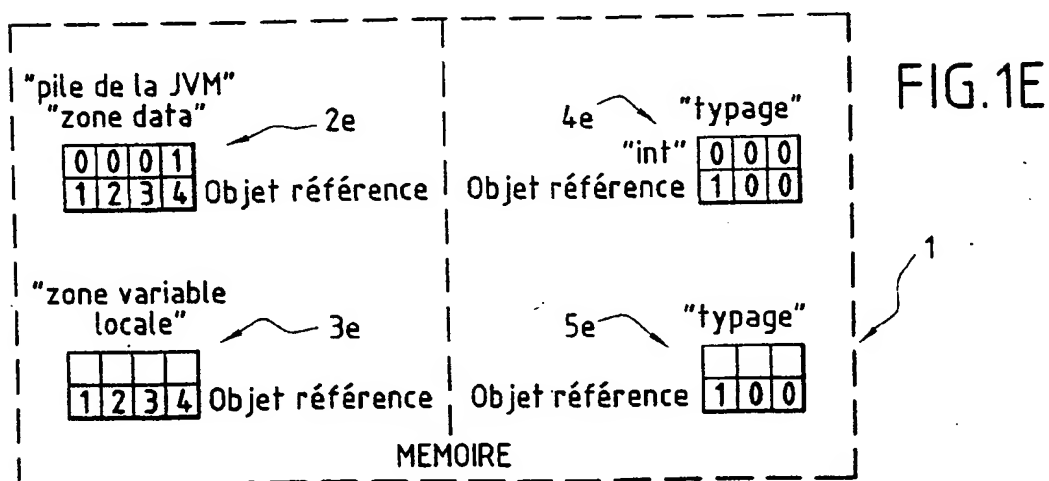 FIG.1E
"pile de la JVM"
"zone data"
2e
0 0 0 1
1 2 3 4 Objet référence
4e
"typage"
"int" 0 0 0
Objet référence 1 0 0
1
"zone variable
locale"
3e
1 2 3 4 Objet référence
5e
"typage"
Objet référence 1 0 0
MEMOIRE